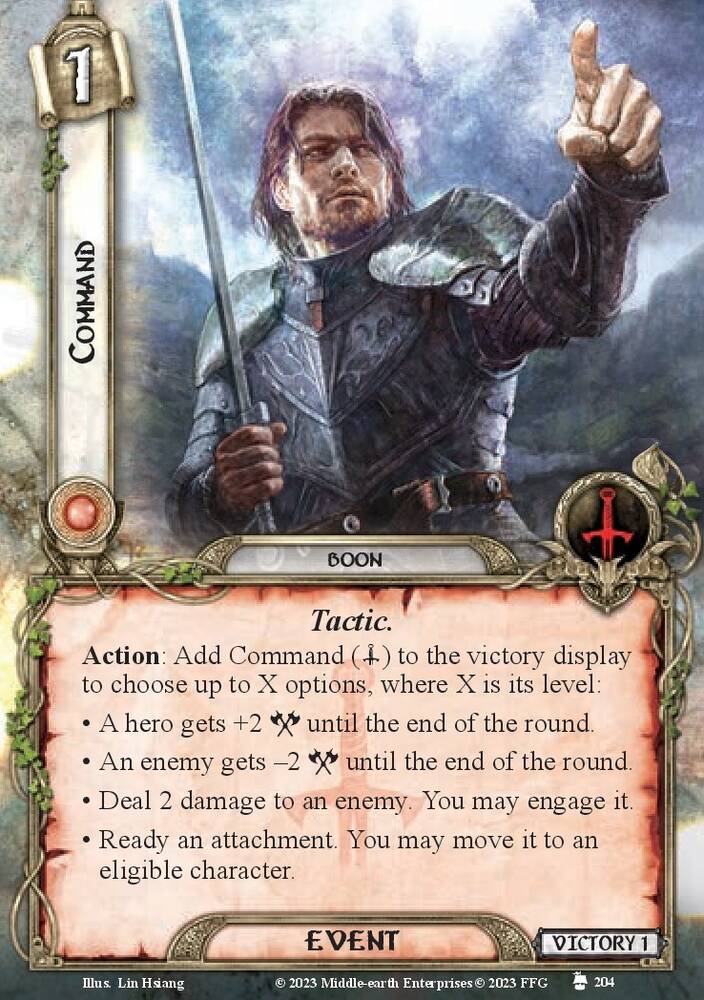 1
COMMAND
BOON
Tactic.
Action: Add Command ( ) to the victory display
to choose up to X options, where X is its level:
• A hero gets +2 until the end of the round.
• An enemy gets –2 until the end of the round.
• Deal 2 damage to an enemy. You may engage it.
• Ready an attachment. You may move it to an
eligible character.
EVENT
VICTORY 1
Illus. Lin Hsiang
© 2023 Middle-earth Enterprises © 2023 FFG
204